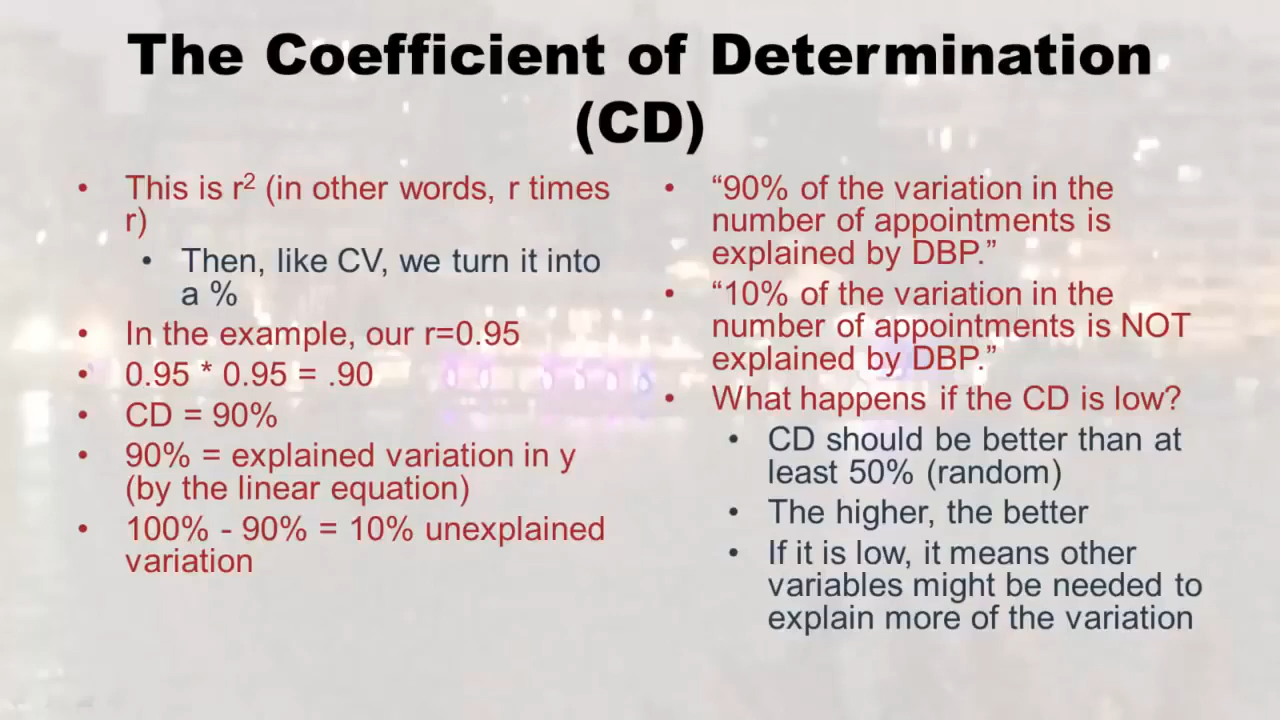 The Coefficient of Determination
(CD)
• This is r² (in other words, r times
r)
• Then, like CV, we turn it into
a %
• In the example, our r=0.95
• 0.95 * 0.95 = .90
• CD = 90%
• 90% = explained variation in y
(by the linear equation)
• 100% - 90% = 10% unexplained
variation
• “90% of the variation in the
number of appointments is
explained by DBP.”
• “10% of the variation in the
number of appointments is NOT
explained by DBP.”
• What happens if the CD is low?
• CD should be better than at
least 50% (random)
• The higher, the better
• If it is low, it means other
variables might be needed to
explain more of the variation